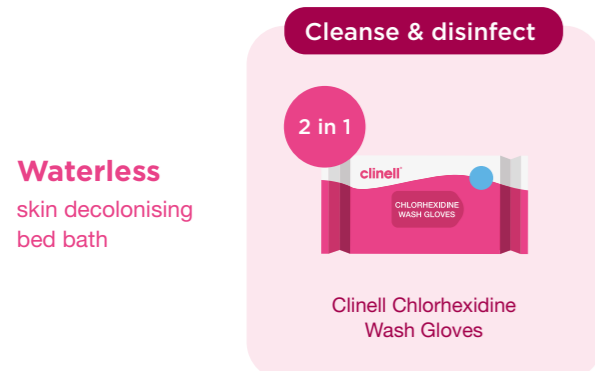 Cleanse & disinfect
2 in 1
Waterless
skin decolonising
bed bath
clinell
CHLORHEXIDINE
WASH GLOVES
Clinell Chlorhexidine
Wash Gloves